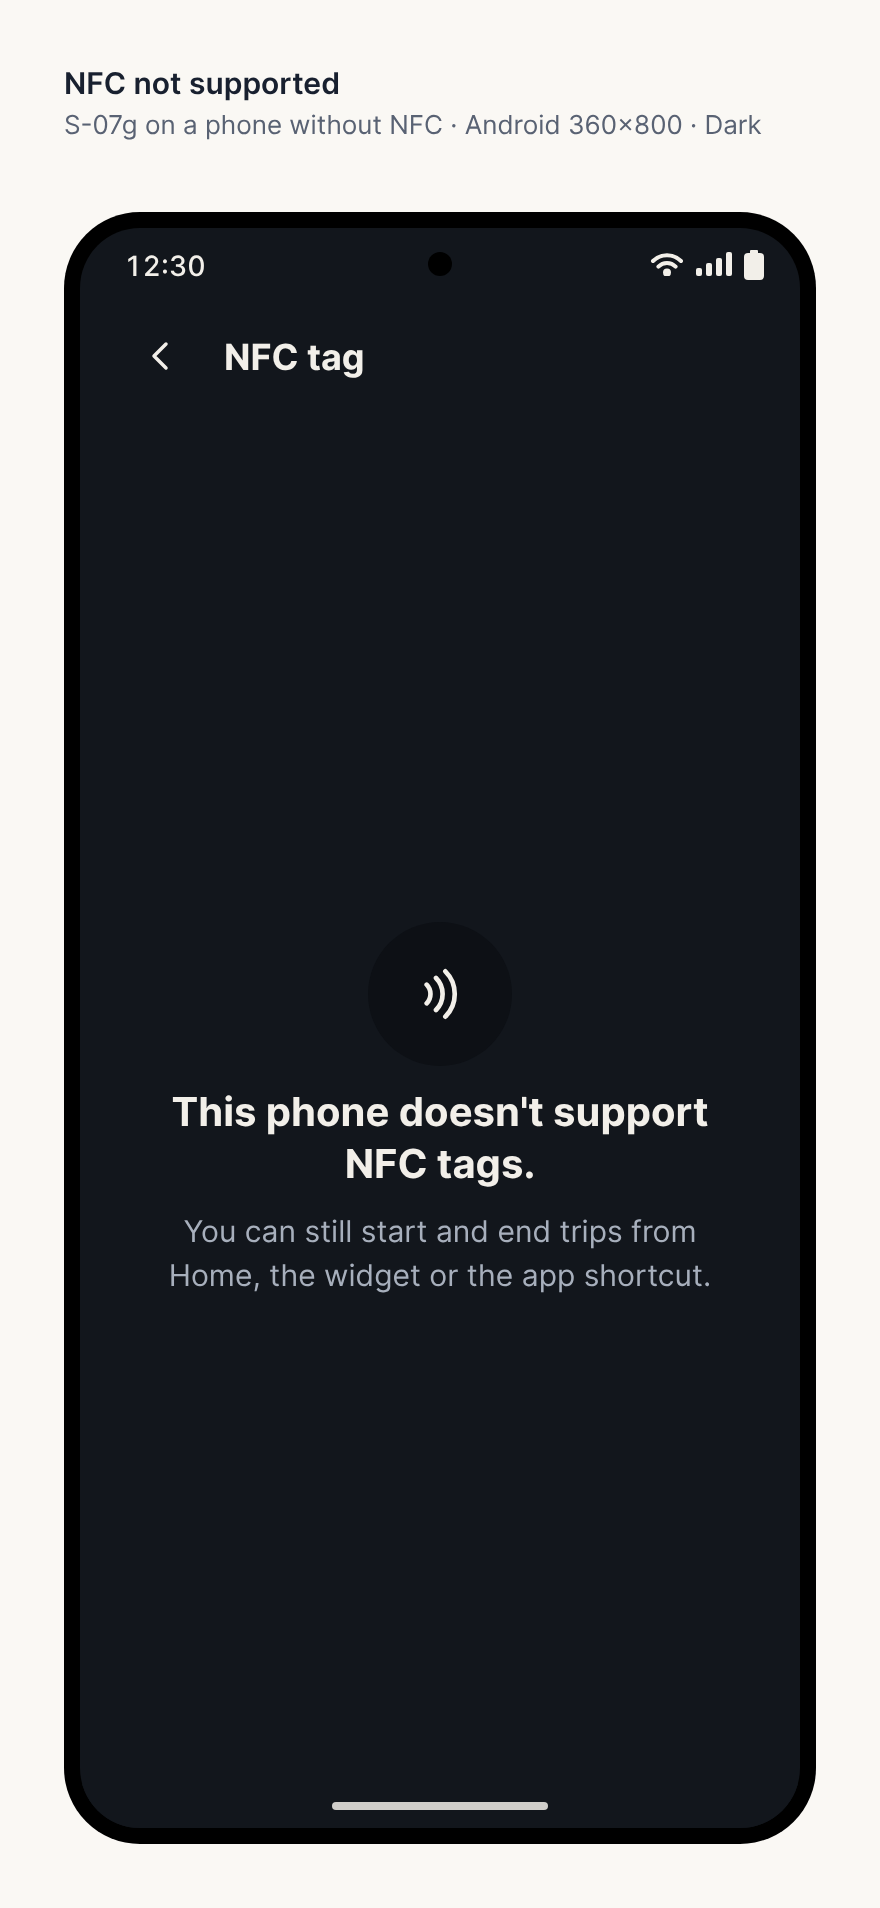 NFC not supported
S-07g on a phone without NFC · Android 360×800 · Dark
12:30
NFC tag
This phone doesn't support
NFC tags.
You can still start and end trips from
Home, the widget or the app shortcut.